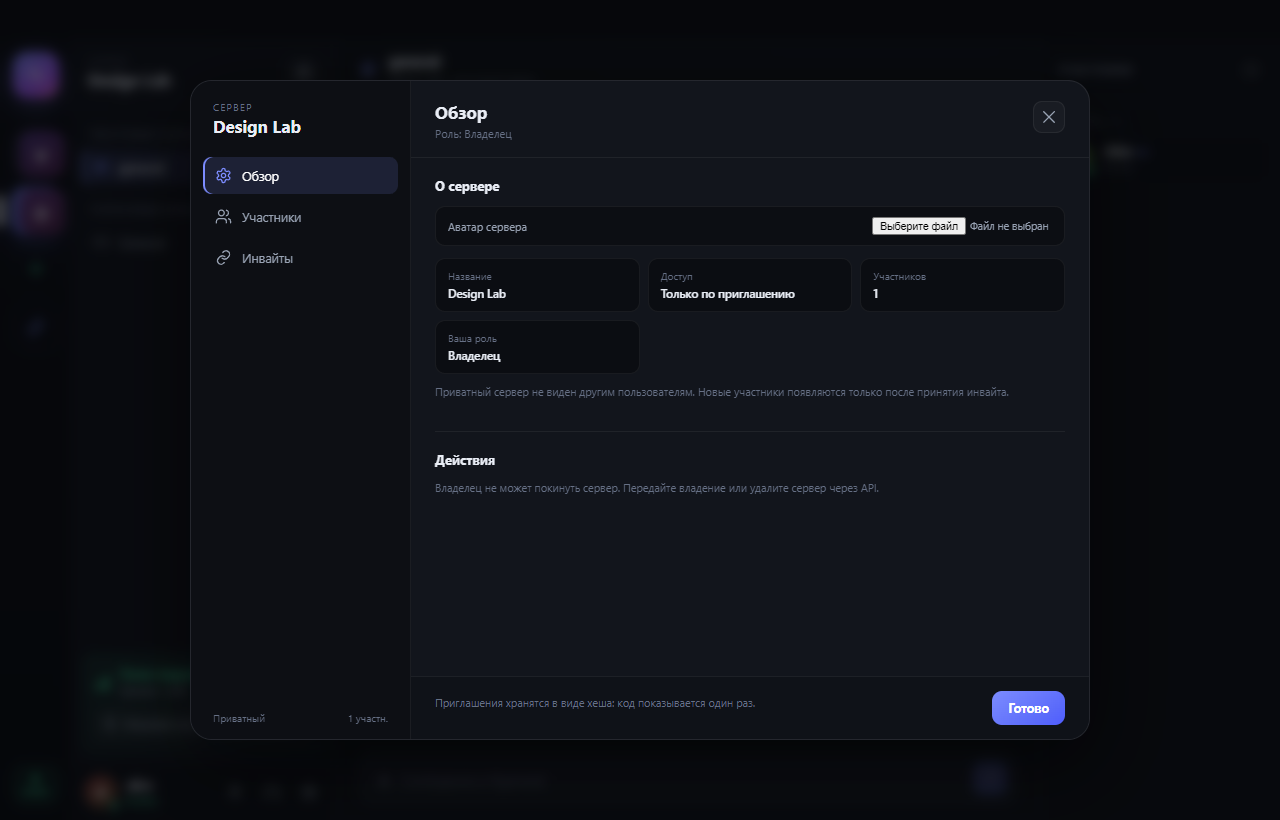 СЕРВЕР
Design Lab
Обзор
Участники
Инвайты
Приватный
1 участн.
Обзор
Роль: Владелец
О сервере
Аватар сервера
Выберите файл Файл не выбран
Название
Design Lab
Доступ
Только по приглашению
Участников
1
Ваша роль
Владелец
Приватный сервер не виден другим пользователям. Новые участники появляются только после принятия инвайта.
Действия
Владелец не может покинуть сервер. Передайте владение или удалите сервер через API.
Приглашения хранятся в виде хеша: код показывается один раз.
Готово